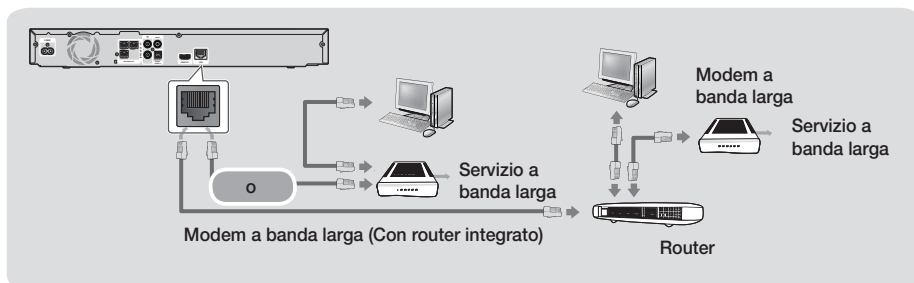 Modem a
banda larga
Servizio a
banda larga
Servizio a
banda larga
O
Modem a banda larga (Con router integrato)
Router